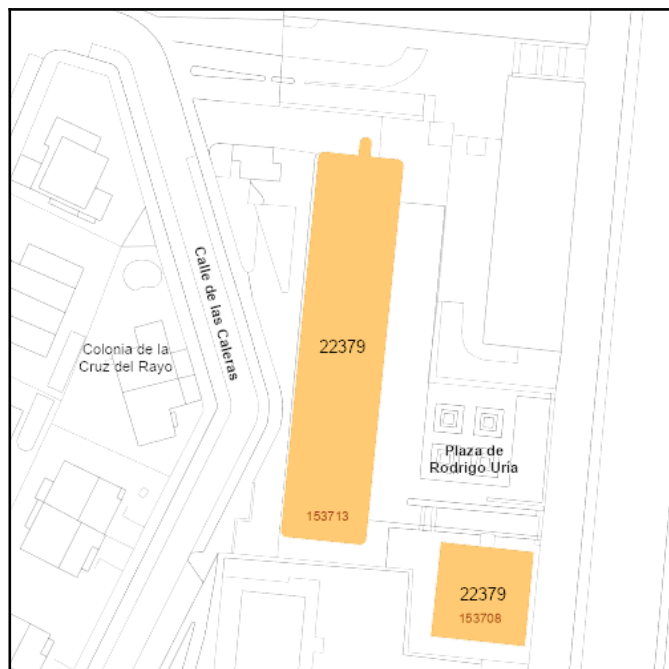 Calle de las Caleras
22379
Colonia de la
Cruz del Rayo
Plaza de
Rodrigo Uría
153713
22379
153708